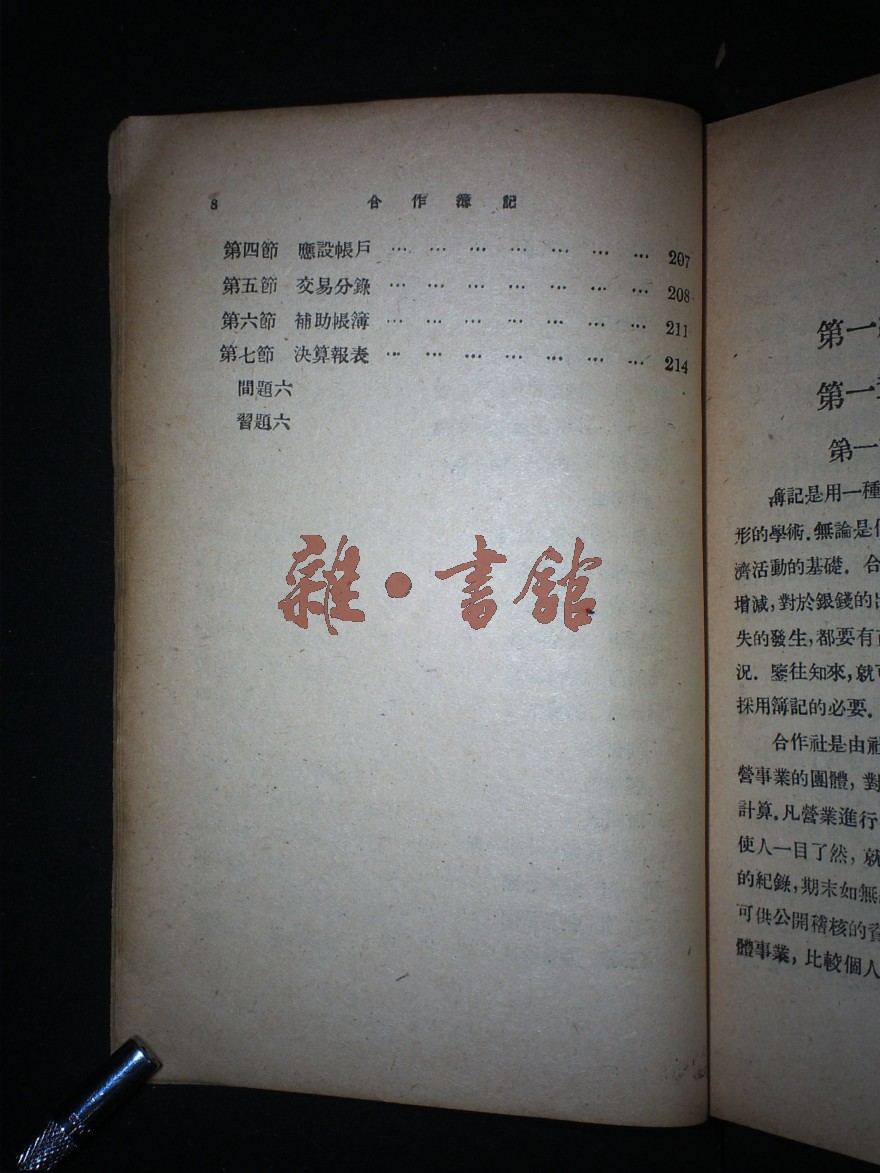 8 合作簿記
第四節 應設帳戶 … … … … … … … 207
第五節 交易分錄 … … … … … … … 208
第六節 補助帳簿 … … … … … … … 211
第七節 決算報表 … … … … … … … 214
問題六
習題六
雜·書館
第一
第一
第一
簿記是用一種
形的學術.無論是
濟活動的基礎.合
增減,對於銀錢的
失的發生,都要有
況.鑒往知來,就
採用簿記的必要.
合作社是由社
營事業的團體,對
計算.凡營業進行
使人一目了然,就
的紀錄,期末如無
可供公開稽核的資
體事業,比較個人